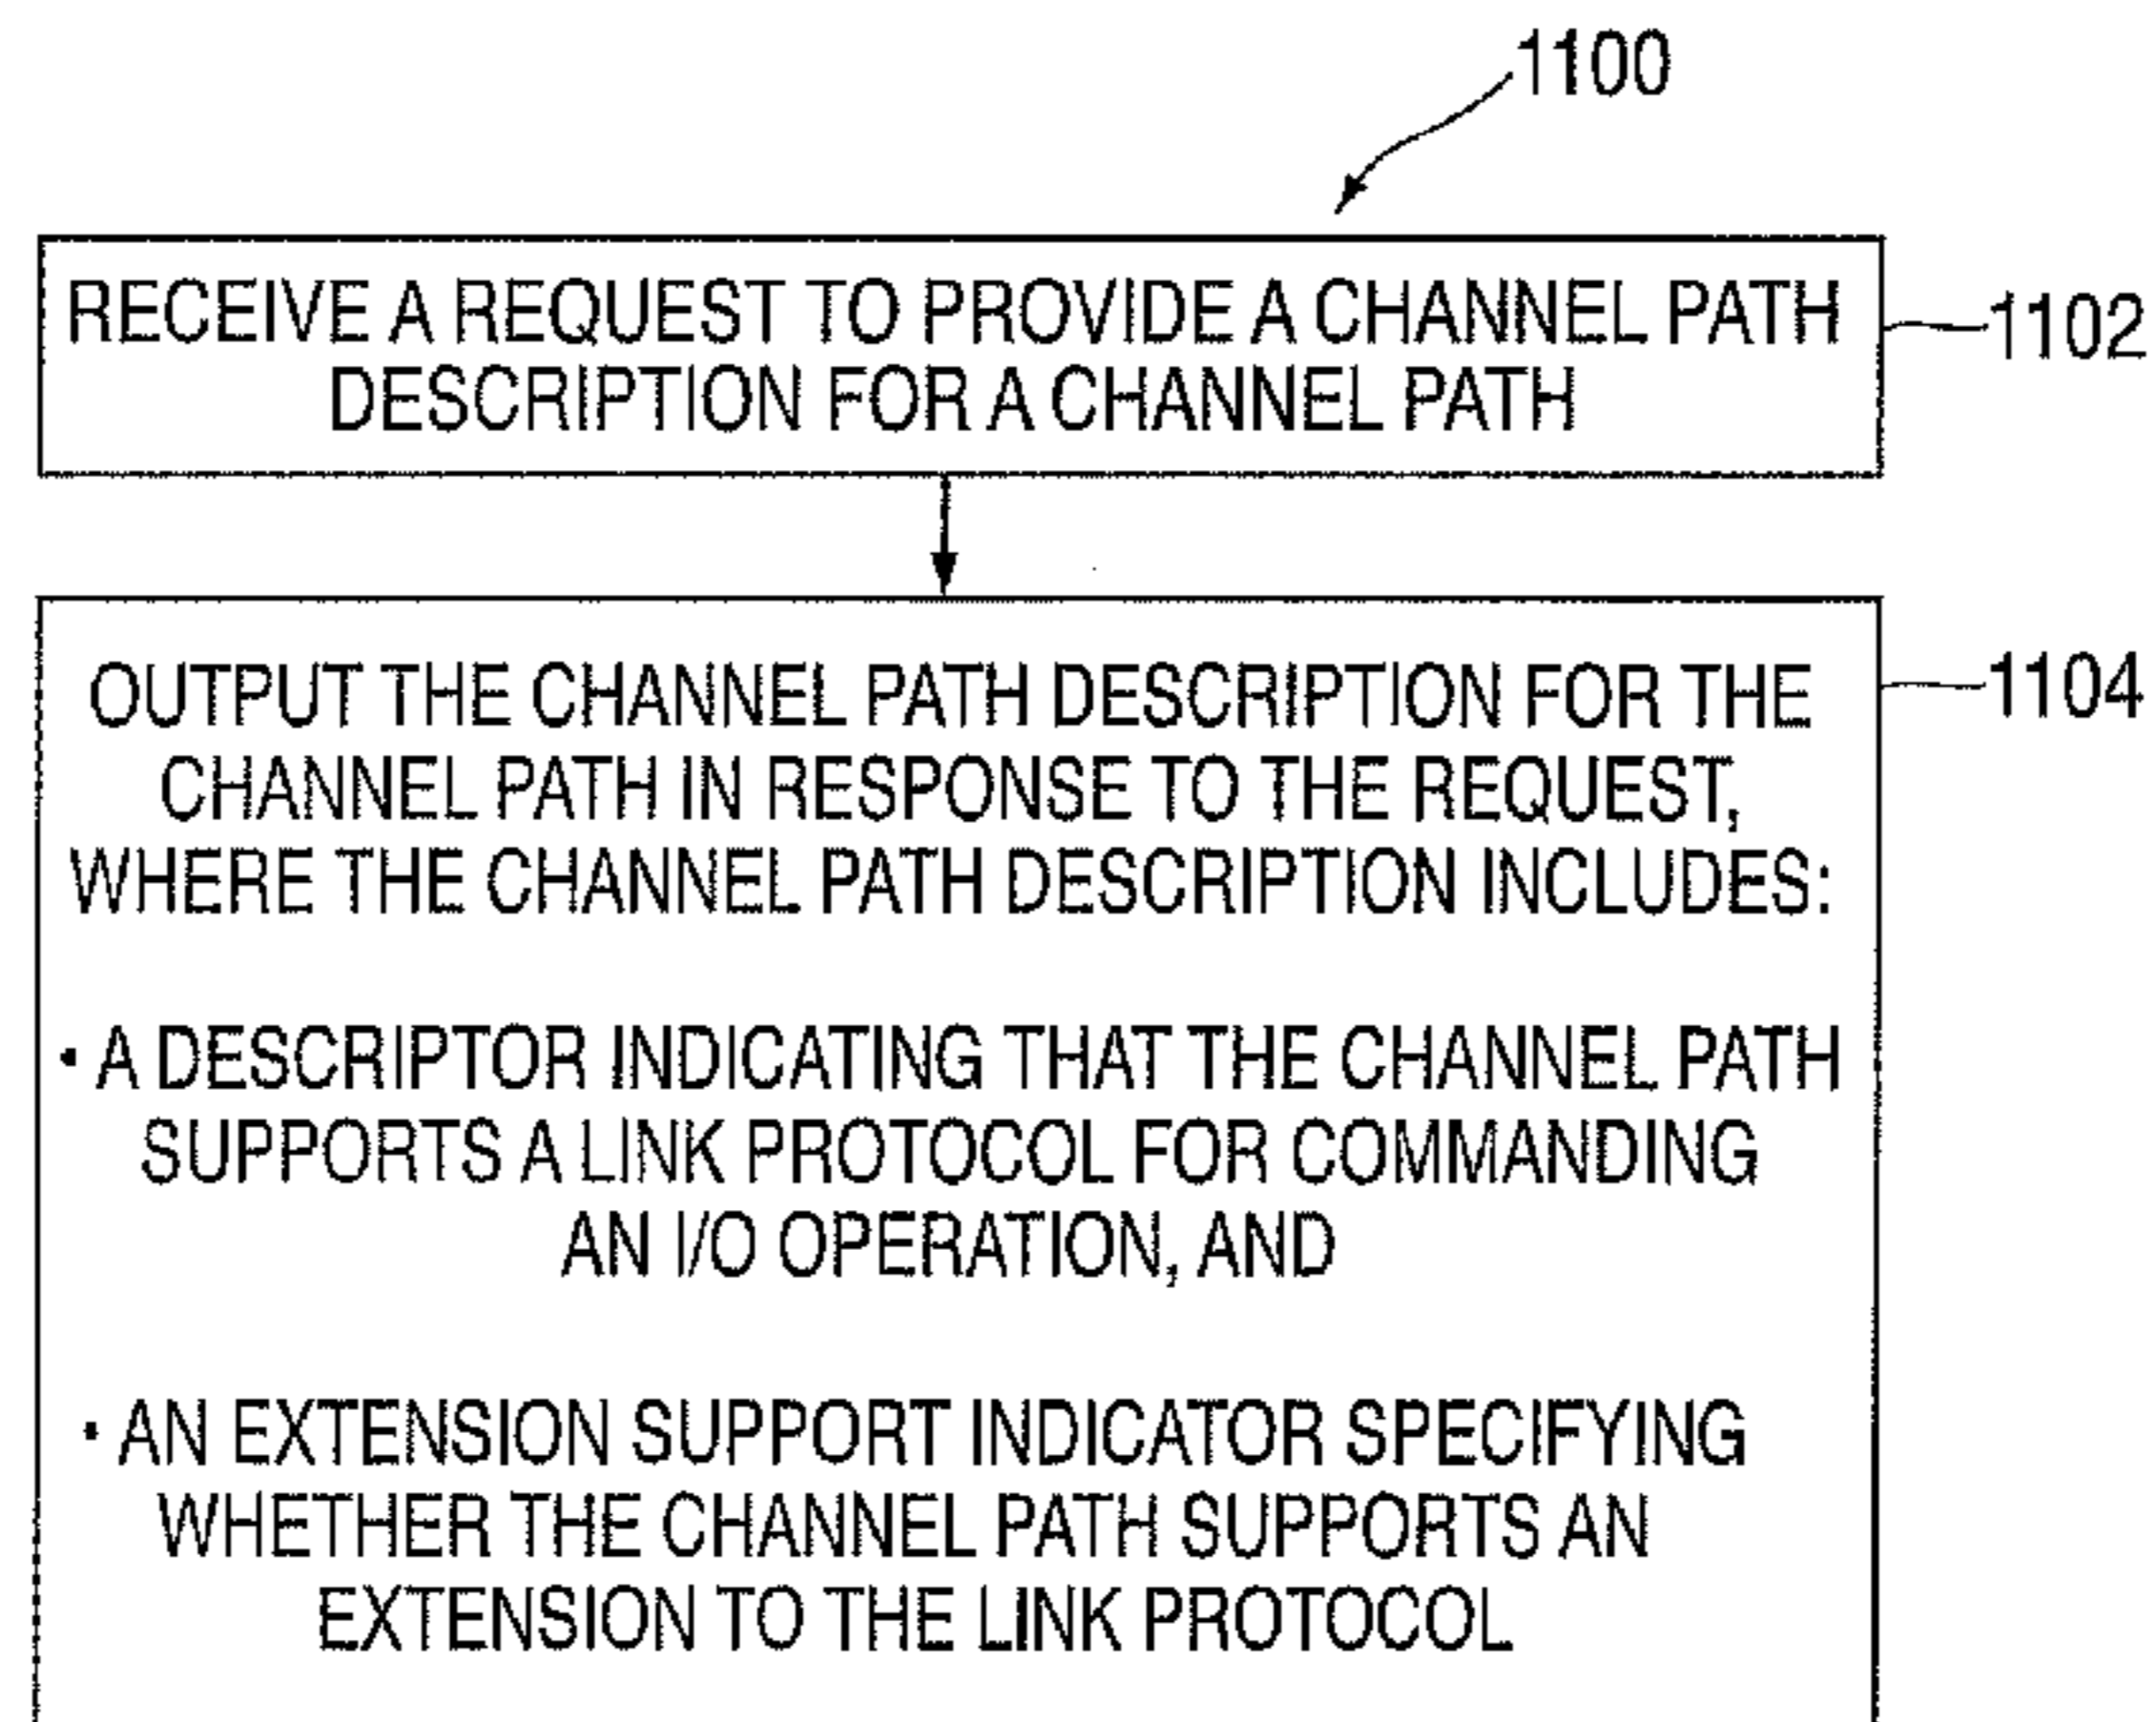 1100
RECEIVE A REQUEST TO PROVIDE A CHANNEL PATH
DESCRIPTION FOR A CHANNEL PATH
1102
OUTPUT THE CHANNEL PATH DESCRIPTION FOR THE
1104
CHANNEL PATH IN RESPONSE TO THE REQUEST,
WHERE THE CHANNEL PATH DESCRIPTION INCLUDES:
• A DESCRIPTOR INDICATING THAT THE CHANNEL PATH
SUPPORTS A LINK PROTOCOL FOR COMMANDING
AN I/O OPERATION, AND
• AN EXTENSION SUPPORT INDICATOR SPECIFYING
WHETHER THE CHANNEL PATH SUPPORTS AN
EXTENSION TO THE LINK PROTOCOL